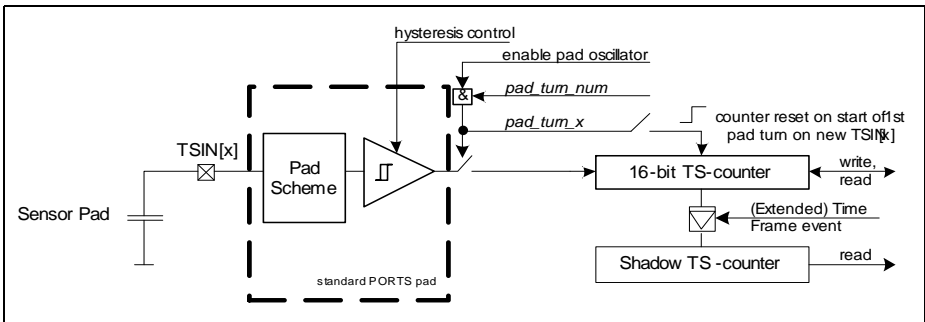 hysteresis control
enable pad oscillator
&
pad_turn_num
pad_turn_x
counter reset on start of1st
pad turn on new TSIN[x]
TSIN[x]
Pad
Scheme
16-bit TS-counter
write,
read
Sensor Pad
(Extended) Time
Frame event
Shadow TS -counter
read
standard PORTS pad